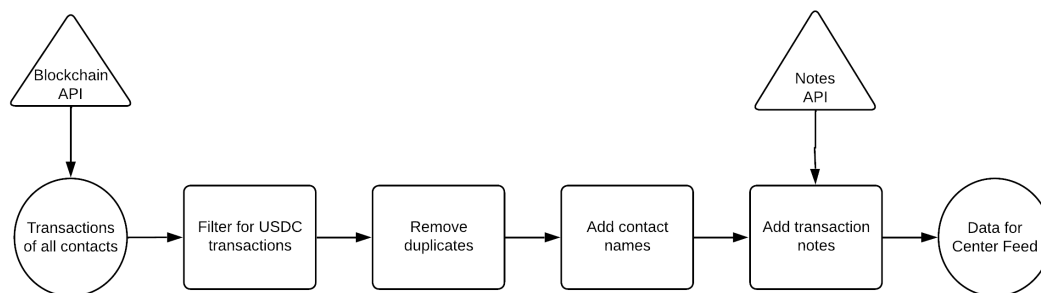 Blockchain
API
Notes
API
Transactions
of all contacts
Filter for USDC
transactions
Remove
duplicates
Add contact
names
Add transaction
notes
Data for
Center Feed